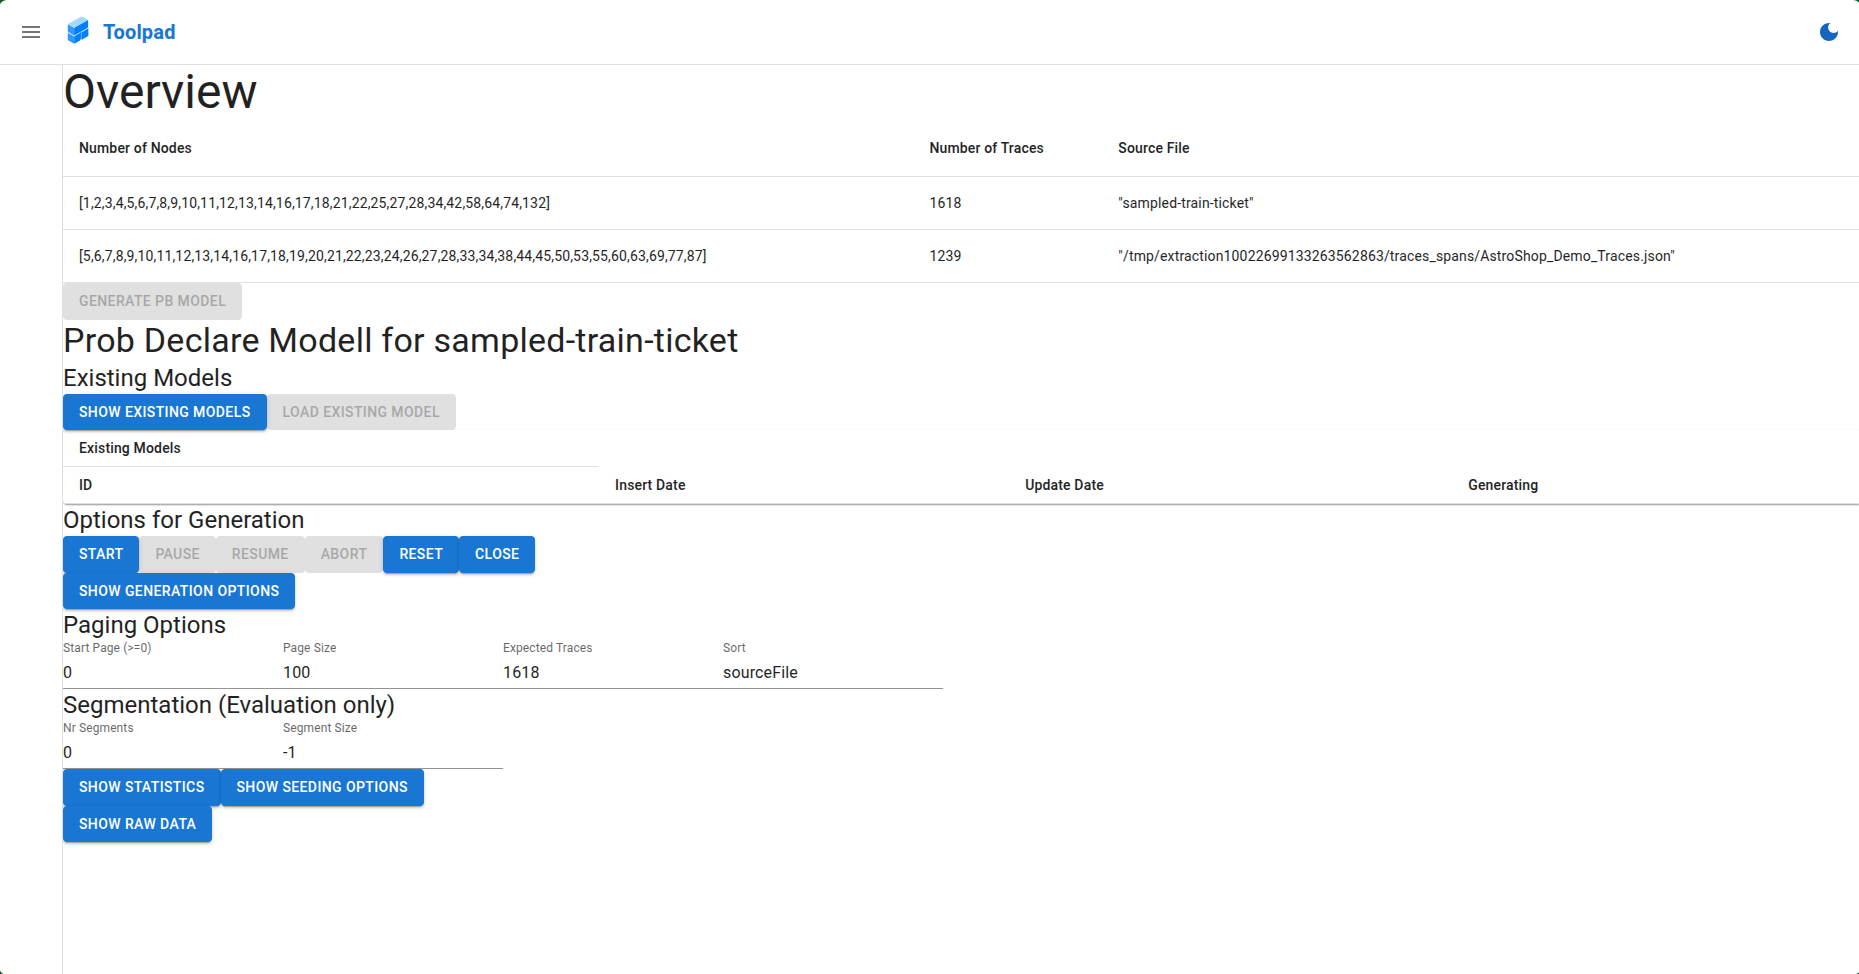 Toolpad
Overview
Number of Nodes Number of Traces Source File
[1,2,3,4,5,6,7,8,9,10,11,12,13,14,16,17,18,21,22,25,27,28,34,42,58,64,74,132] 1618 "sampled-train-ticket"
[5,6,7,8,9,10,11,12,13,14,16,17,18,19,20,21,22,23,24,26,27,28,33,34,38,44,45,50,53,55,60,63,69,77,87] 1239 "/tmp/extraction10022699133263562863/traces_spans/AstroShop_Demo_Traces.json"
GENERATE PB MODEL
Prob Declare Modell for sampled-train-ticket
Existing Models
SHOW EXISTING MODELS LOAD EXISTING MODEL
Existing Models
ID Insert Date Update Date Generating
Options for Generation
START PAUSE RESUME ABORT RESET CLOSE
SHOW GENERATION OPTIONS
Paging Options
Start Page (>=0) Page Size Expected Traces Sort
0 100 1618 sourceFile
Segmentation (Evaluation only)
Nr Segments Segment Size
0 -1
SHOW STATISTICS SHOW SEEDING OPTIONS
SHOW RAW DATA